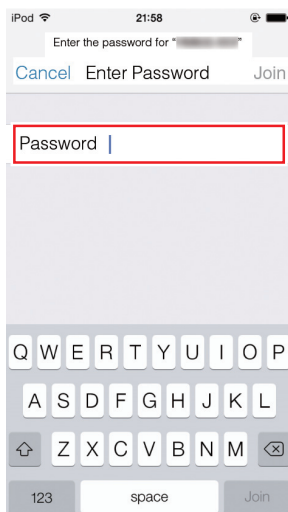 iPod 21:58
Enter the password for “ ”
Cancel Enter Password Join
Password
Q W E R T Y U I O P
A S D F G H J K L
Z X C V B N M
123 space Join